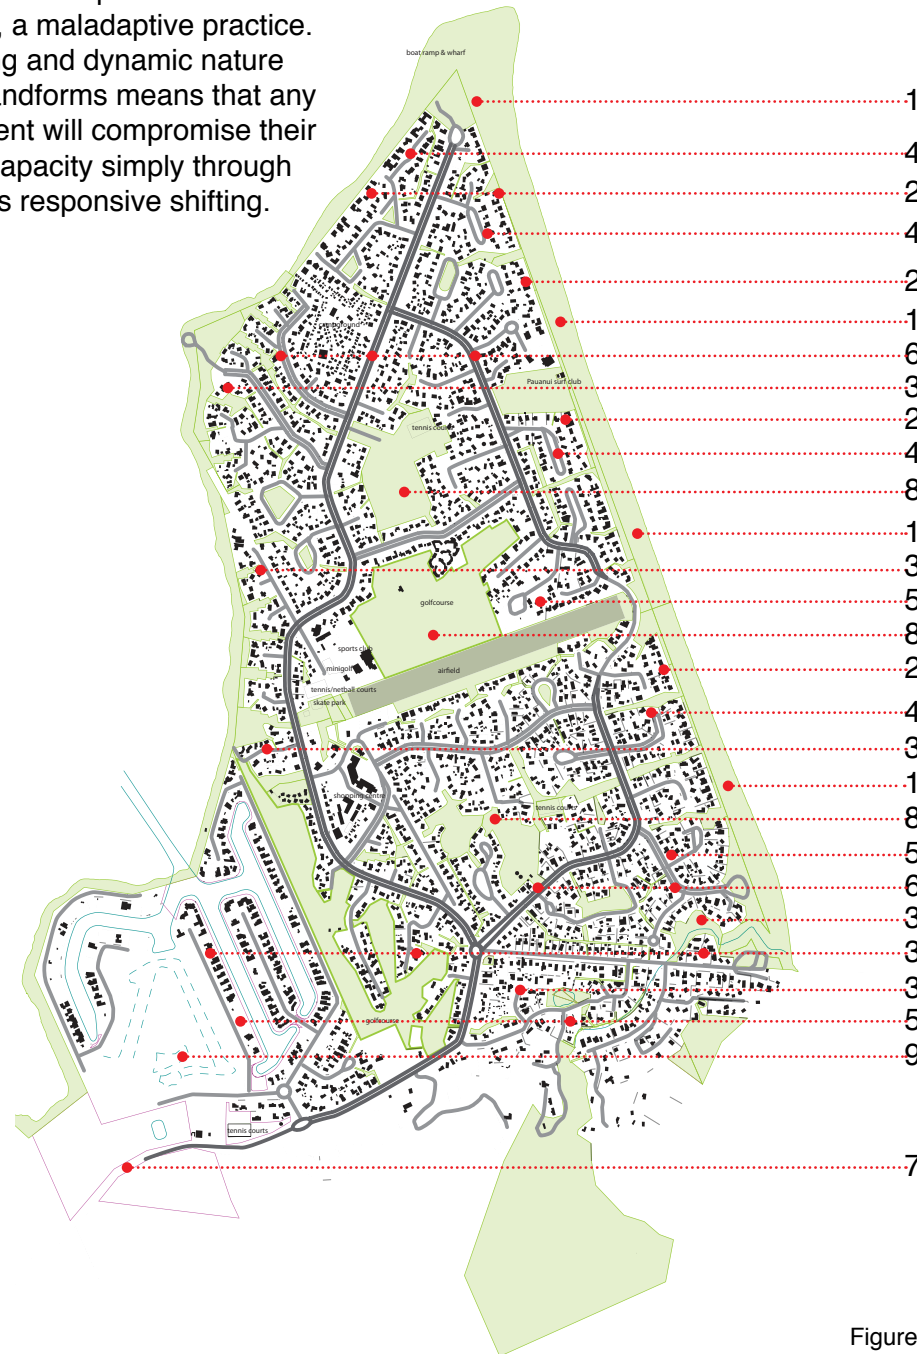 , a maladaptive practice.
g and dynamic nature
andforms means that any
ent will compromise their
apacity simply through
s responsive shifting.
boat ramp & wharf
1
4
2
4
2
1
campground
6
Pauanui surf club
3
2
tennis courts
4
8
1
3
golfcourse
5
8
sports club
minigolf
airfield
2
tennis/netball courts
skate park
4
3
1
shopping centre
tennis courts
8
5
6
3
3
3
golfcourse
5
9
tennis courts
7
Figure